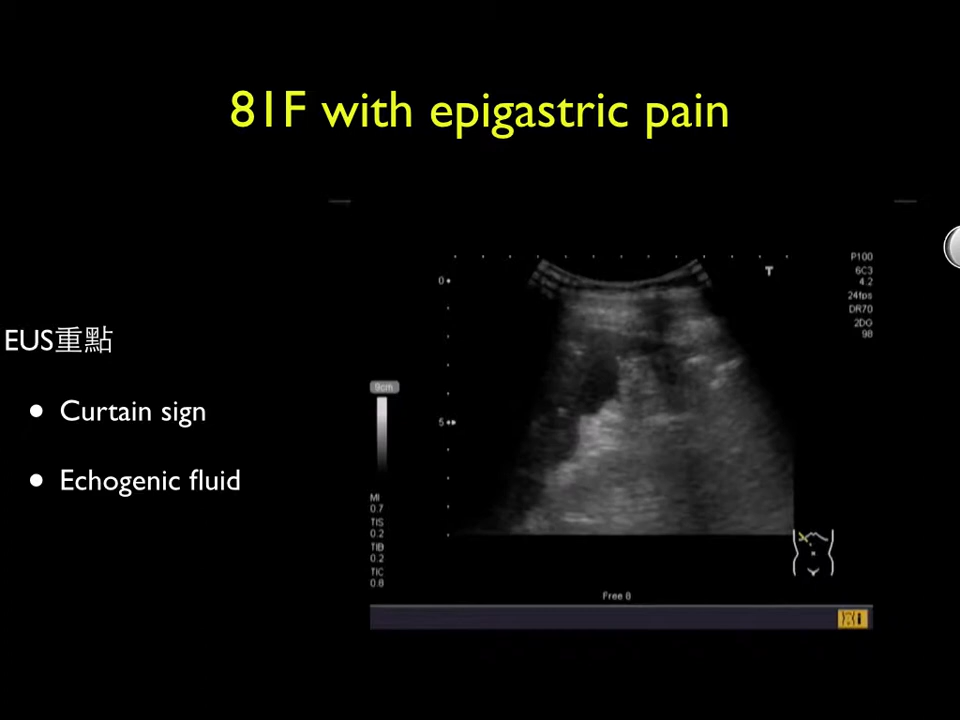 81F with epigastric pain
EUS重點
• Curtain sign
• Echogenic fluid
P100
6C3
4.2
24fps
DR70
2DG
98
T
0
9cm
5
MI
0.7
TIS
0.2
TIB
0.2
TIC
0.8
Free 8